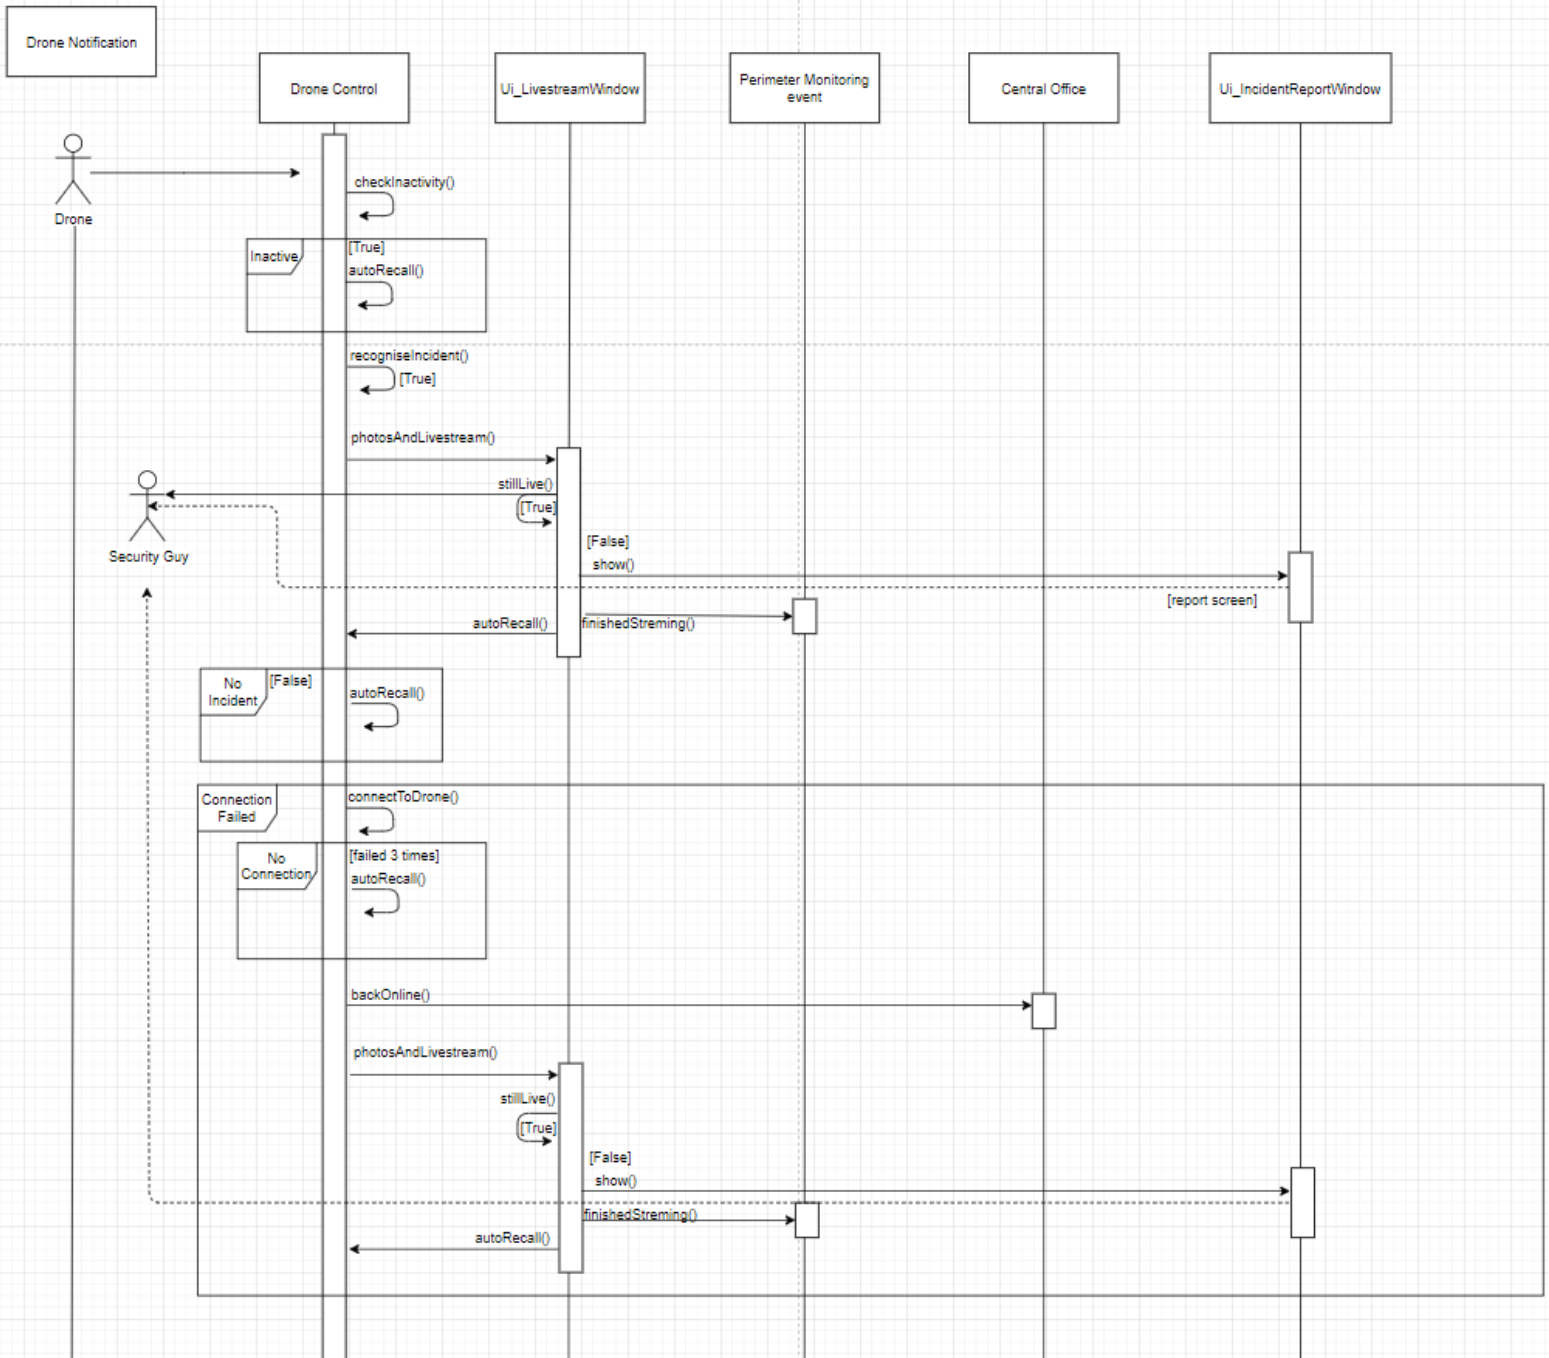 Drone Notification
Drone Control
Ui_LivestreamWindow
Perimeter Monitoring
event
Central Office
Ui_IncidentReportWindow
Drone
checkInactivity()
Inactive
[True]
autoRecall()
recogniseIncident()
[True]
photosAndLivestream()
Security Guy
stillLive()
[True]
[False]
show()
[report screen]
autoRecall()
finishedStreming()
No
Incident
[False]
autoRecall()
Connection
Failed
connectToDrone()
No
Connection
[failed 3 times]
autoRecall()
backOnline()
photosAndLivestream()
stillLive()
[True]
[False]
show()
finishedStreming()
autoRecall()